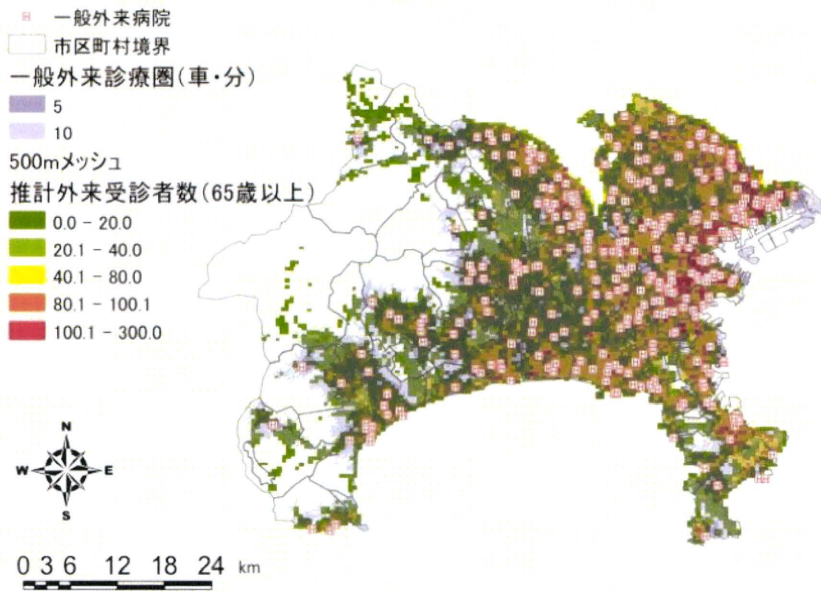 一般外来病院
市区町村境界
一般外来診療圏(車・分)
5
10
500mメッシュ
推計外来受診者数(65歳以上)
0.0 - 20.0
20.1 - 40.0
40.1 - 80.0
80.1 - 100.1
100.1 - 300.0
N
W E
S
0 3 6 12 18 24 km